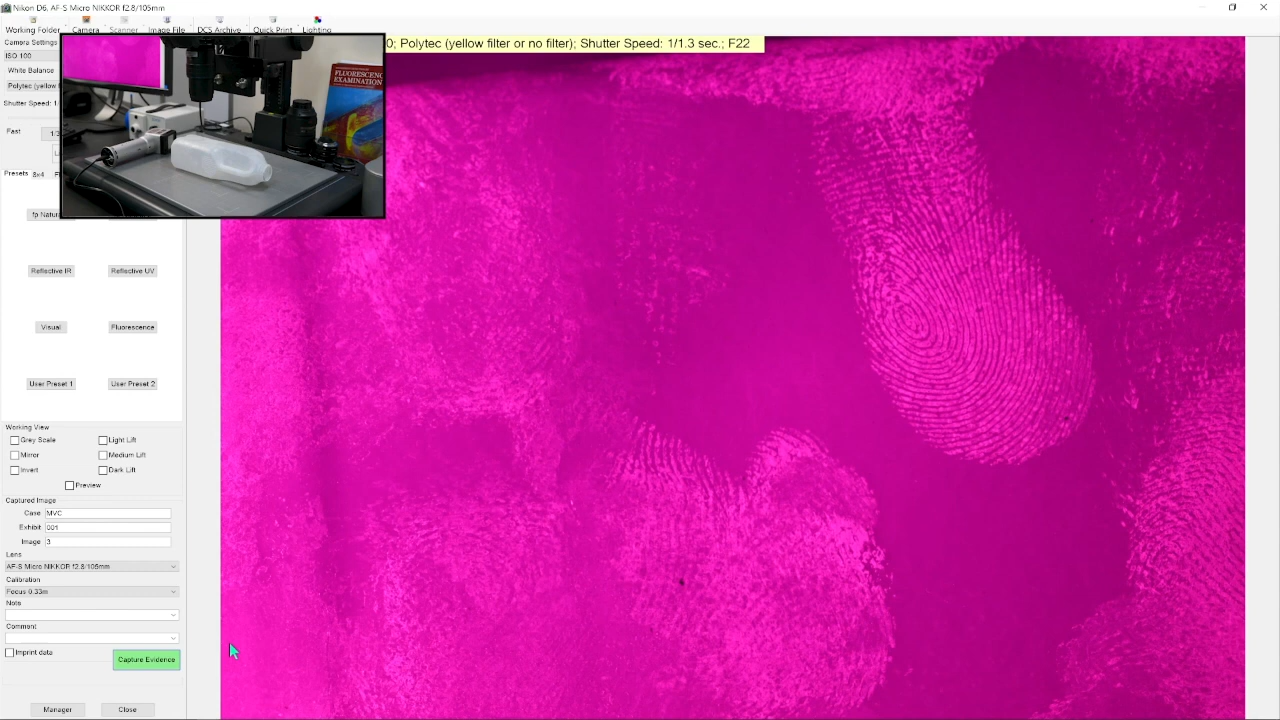 Nikon D6, AF-S Micro NIKKOR f2.8/105mm
Working Folder Camera Scanner Image File DCS Archive Quick Print Lighting
Camera Settings
0; Polytec (yellow filter or no filter); Shutter Speed: 1/1.3 sec.; F22
ISO 100
White Balance
Polytec (yellow
Shutter Speed: 1
Past
Presets 8x4
FLUORESCENCE
EXAMINATION
Reflective IR Reflective UV
Visual Fluorescence
User Preset 1 User Preset 2
Working View
Grey Scale Light Lift
Mirror Medium Lift
Invert Dark Lift
Preview
Captured Image
Case MVC
Exhibit 001
Image 3
Lens
AF-S Micro NIKKOR f2.8/105mm
Calibration
Focus 0.33m
Note
Comment
Imprint data Capture Evidence
Manager Close